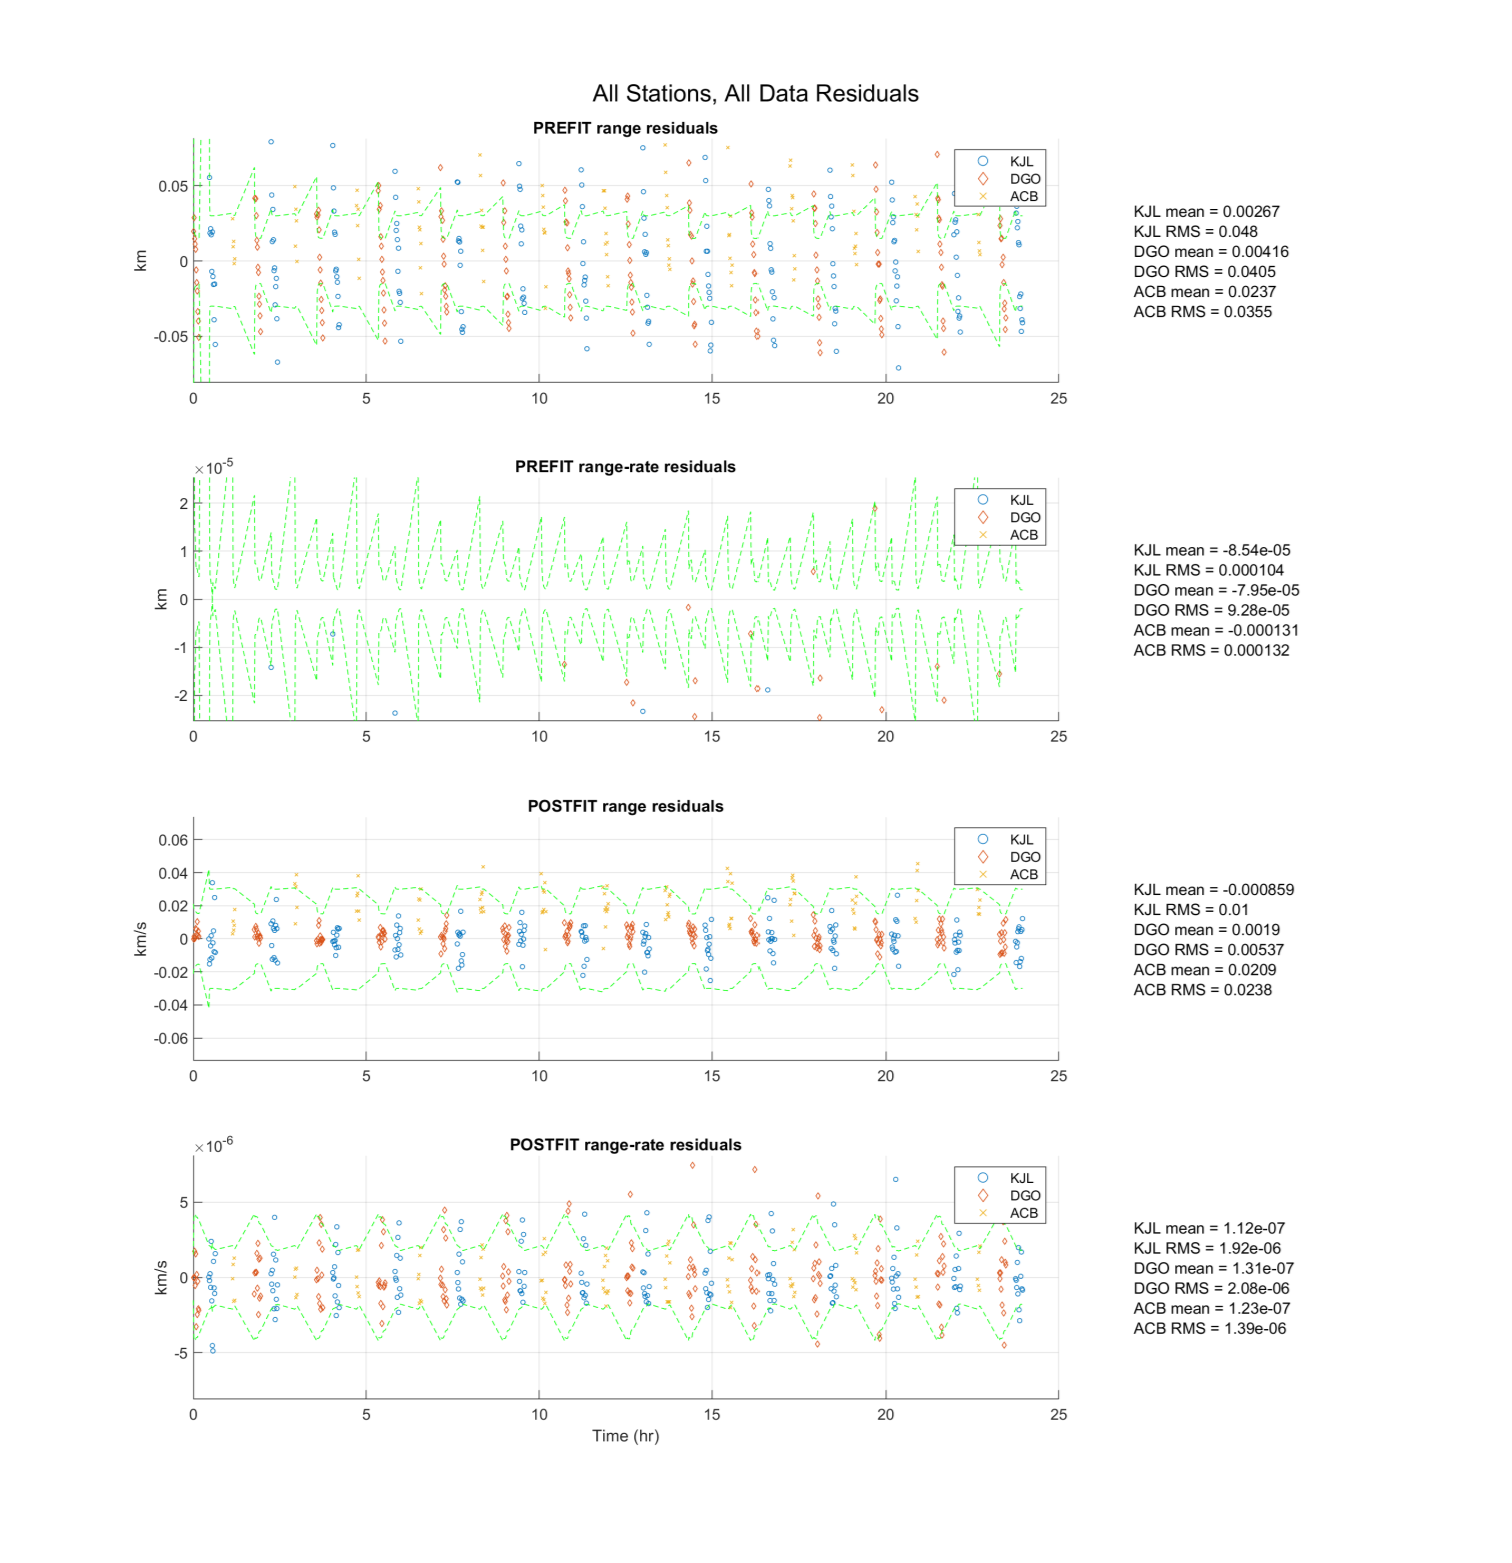 All Stations, All Data Residuals
PREFIT range residuals
0.05
0
-0.05
km
0 5 10 15 20 25
KJL
DGO
ACB
KJL mean = 0.00267
KJL RMS = 0.048
DGO mean = 0.00416
DGO RMS = 0.0405
ACB mean = 0.0237
ACB RMS = 0.0355
×10-5
PREFIT range-rate residuals
2
1
0
-1
-2
km
0 5 10 15 20 25
KJL
DGO
ACB
KJL mean = -8.54e-05
KJL RMS = 0.000104
DGO mean = -7.95e-05
DGO RMS = 9.28e-05
ACB mean = -0.000131
ACB RMS = 0.000132
POSTFIT range residuals
0.06
0.04
0.02
0
-0.02
-0.04
-0.06
km/s
0 5 10 15 20 25
KJL
DGO
ACB
KJL mean = -0.000859
KJL RMS = 0.01
DGO mean = 0.0019
DGO RMS = 0.00537
ACB mean = 0.0209
ACB RMS = 0.0238
×10-6
POSTFIT range-rate residuals
5
0
-5
km/s
0 5 10 15 20 25
Time (hr)
KJL
DGO
ACB
KJL mean = 1.12e-07
KJL RMS = 1.92e-06
DGO mean = 1.31e-07
DGO RMS = 2.08e-06
ACB mean = 1.23e-07
ACB RMS = 1.39e-06